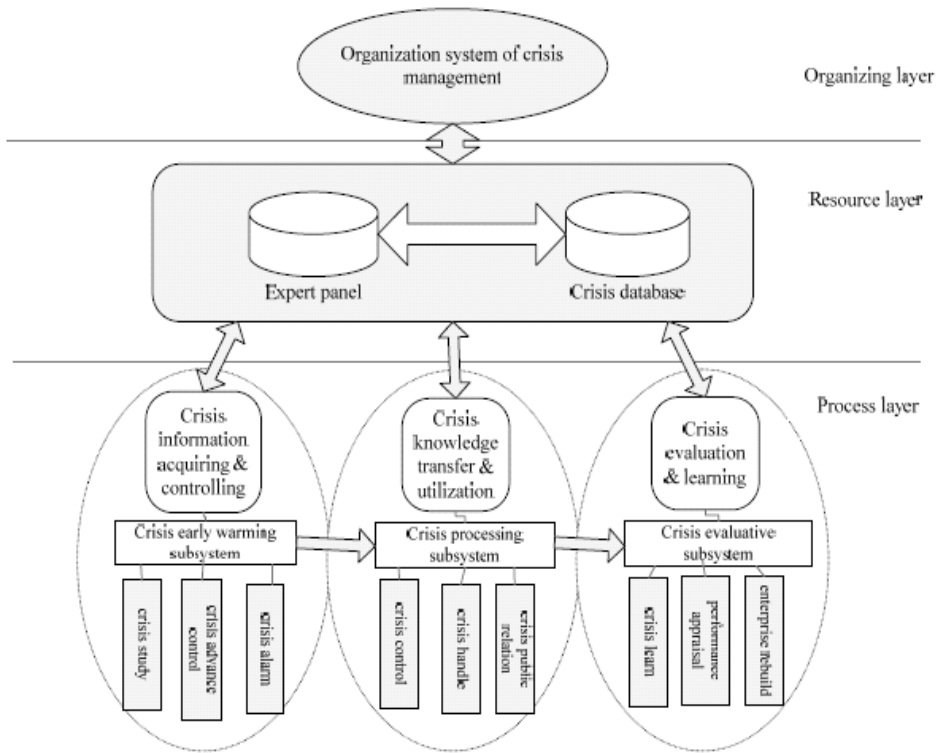 Organization system of crisis
management
Organizing layer
Resource layer
Expert panel
Crisis database
Process layer
Crisis
information
acquiring &
controlling
Crisis
knowledge
transfer &
utilization
Crisis
evaluation
& learning
Crisis early warming
subsystem
Crisis processing
subsystem
Crisis evaluative
subsystem
crisis study
crisis advance
control
crisis alarm
crisis control
crisis handle
crisis public
relation
crisis learn
performance
appraisal
enterprise rebuild